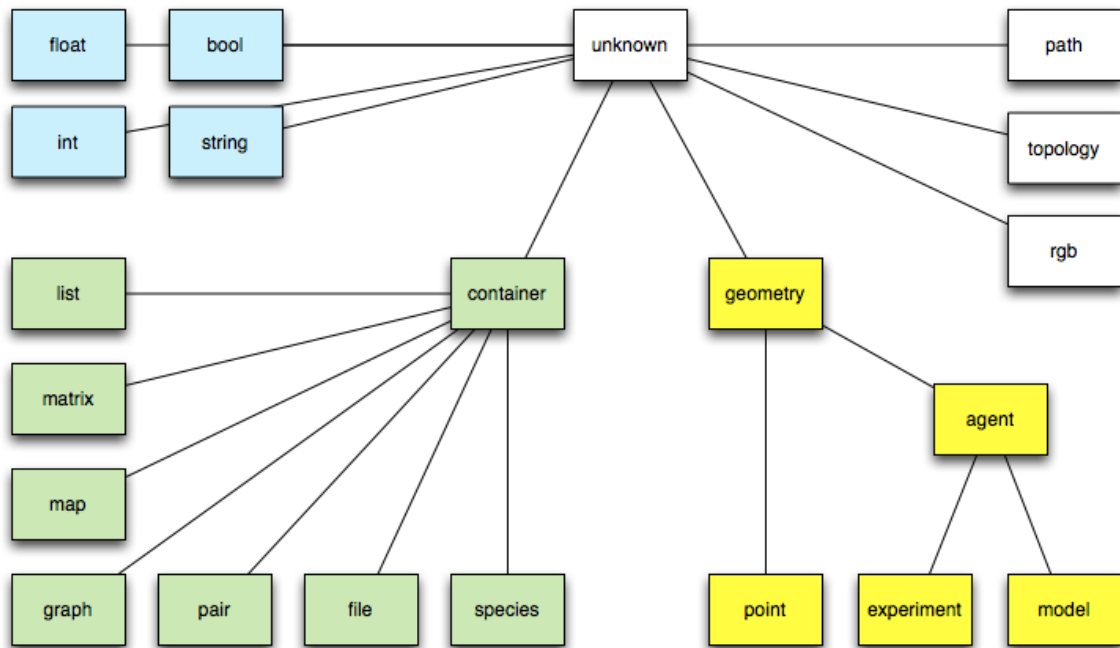 float
bool
unknown
path
int
string
topology
rgb
list
container
geometry
matrix
agent
map
graph
pair
file
species
point
experiment
model